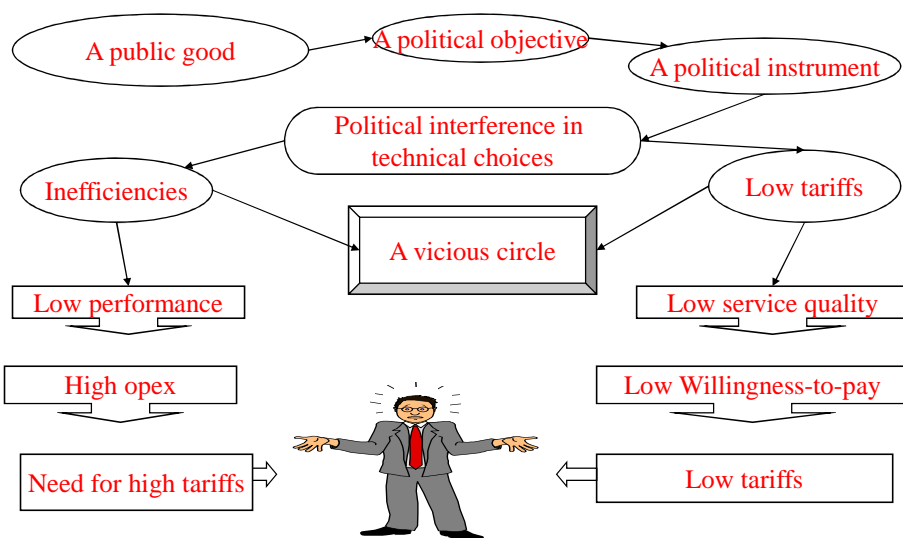 A public good
A political objective
A political instrument
Political interference in
technical choices
Inefficiencies
Low tariffs
A vicious circle
Low performance
Low service quality
High opex
Low Willingness-to-pay
Need for high tariffs
Low tariffs